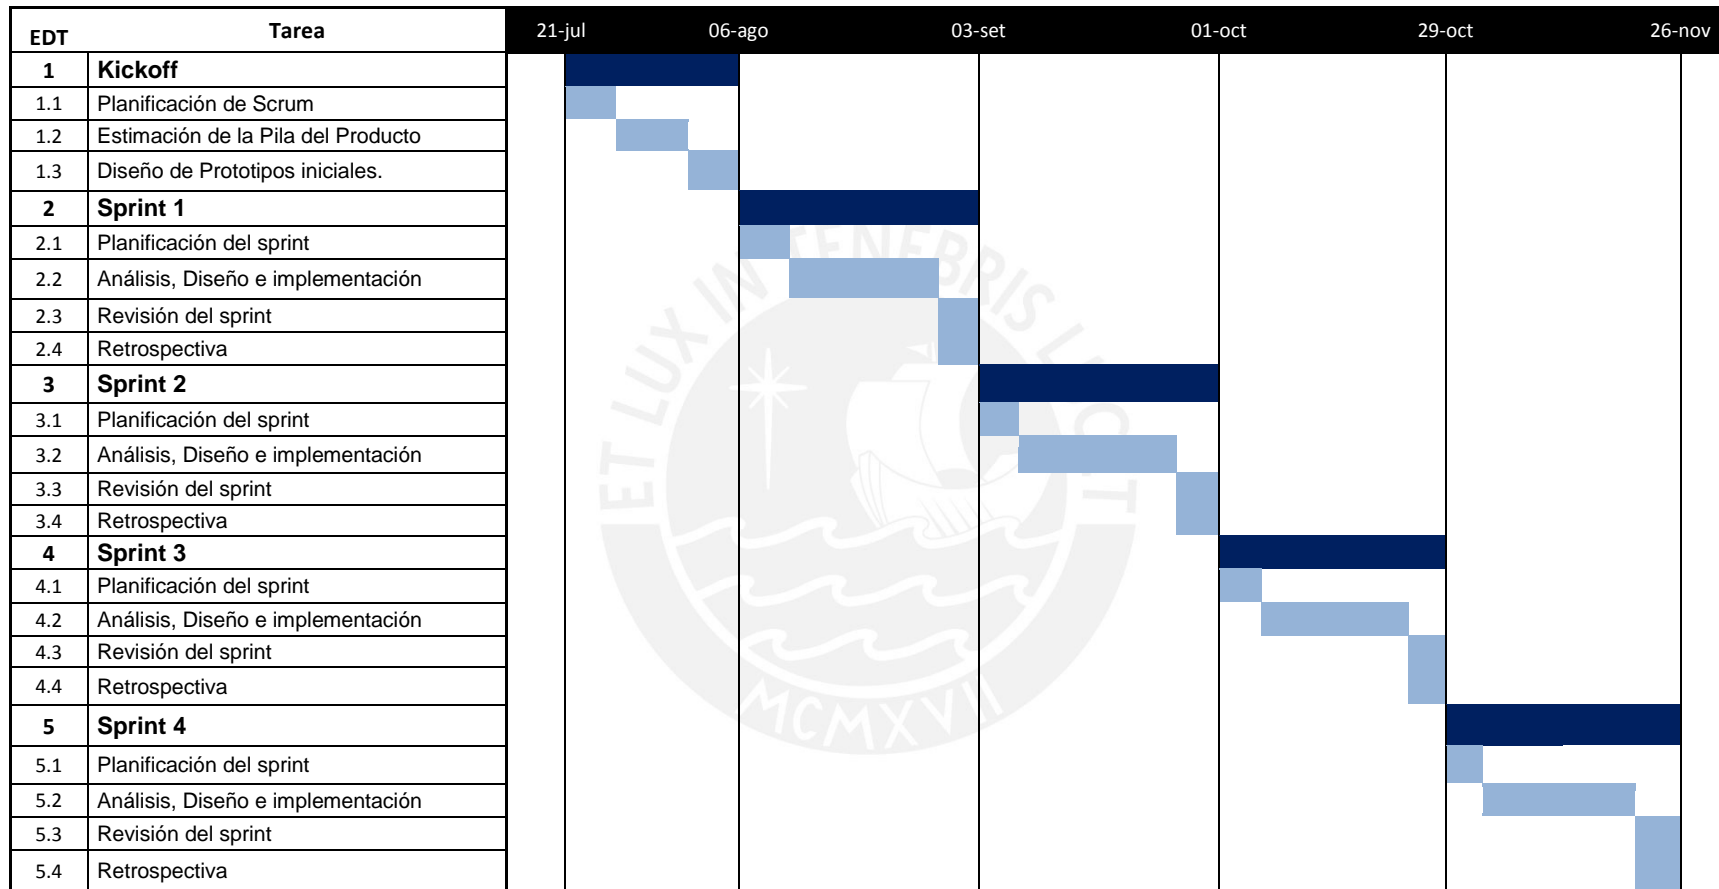 EDT Tarea 21-jul 06-ago 03-set 01-oct 29-oct 26-nov
1 Kickoff
1.1 Planificación de Scrum
1.2 Estimación de la Pila del Producto
1.3 Diseño de Prototipos iniciales.
2 Sprint 1
2.1 Planificación del sprint
2.2 Análisis, Diseño e implementación
2.3 Revisión del sprint
2.4 Retrospectiva
3 Sprint 2
3.1 Planificación del sprint
3.2 Análisis, Diseño e implementación
3.3 Revisión del sprint
3.4 Retrospectiva
4 Sprint 3
4.1 Planificación del sprint
4.2 Análisis, Diseño e implementación
4.3 Revisión del sprint
4.4 Retrospectiva
5 Sprint 4
5.1 Planificación del sprint
5.2 Análisis, Diseño e implementación
5.3 Revisión del sprint
5.4 Retrospectiva
ET LUX IN TENEBRIS LUCET
MCMXVII